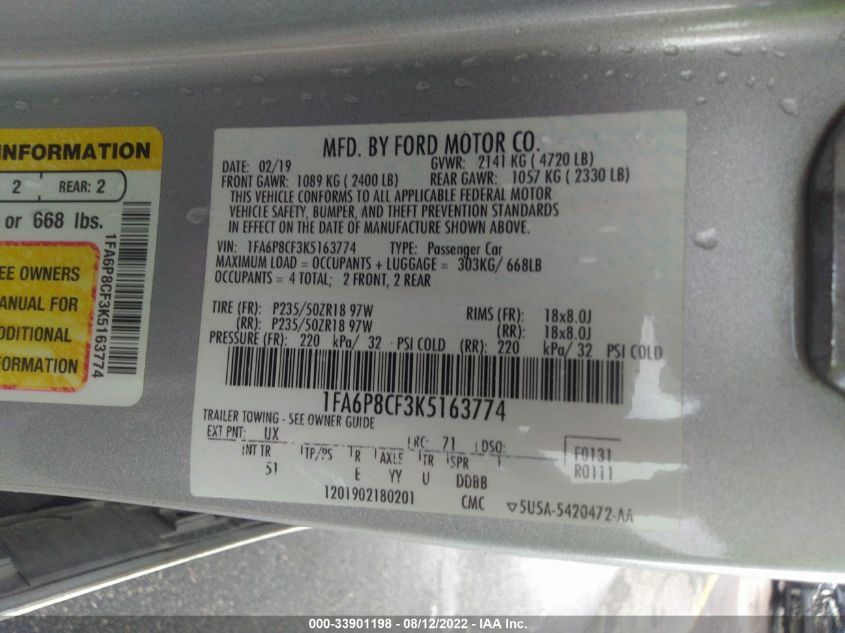 INFORMATION
2 REAR: 2
or 668 lbs.
EE OWNERS
ANUAL FOR
DDITIONAL
FORMATION
1FA6P8CF3K5163774
MFD. BY FORD MOTOR CO.
DATE: 02/19 GVWR: 2141 KG ( 4720 LB)
FRONT GAWR: 1089 KG ( 2400 LB) REAR GAWR: 1057 KG ( 2330 LB)
THIS VEHICLE CONFORMS TO ALL APPLICABLE FEDERAL MOTOR
VEHICLE SAFETY, BUMPER, AND THEFT PREVENTION STANDARDS
IN EFFECT ON THE DATE OF MANUFACTURE SHOWN ABOVE.
VIN: 1FA6P8CF3K5163774 TYPE: Passenger Car
MAXIMUM LOAD = OCCUPANTS + LUGGAGE = 303KG/ 668LB
OCCUPANTS = 4 TOTAL; 2 FRONT, 2 REAR
TIRE (FR): P235/50ZR18 97W RIMS (FR): 18x8.0J
(RR): P235/50ZR18 97W (RR): 18x8.0J
PRESSURE (FR): 220 kPa/ 32 PSI COLD (RR): 220 kPa/ 32 PSI COLD
1FA6P8CF3K5163774
TRAILER TOWING - SEE OWNER GUIDE
EXT PNT: UX RC: 71 DSO: F0131
INT TR TP/PS R AXLE TR SPR R0111
51 E YY U DDBB
1201902180201 CMC ▽5U5A-5420472-AA
000-33901198 - 08/12/2022 - IAA Inc.